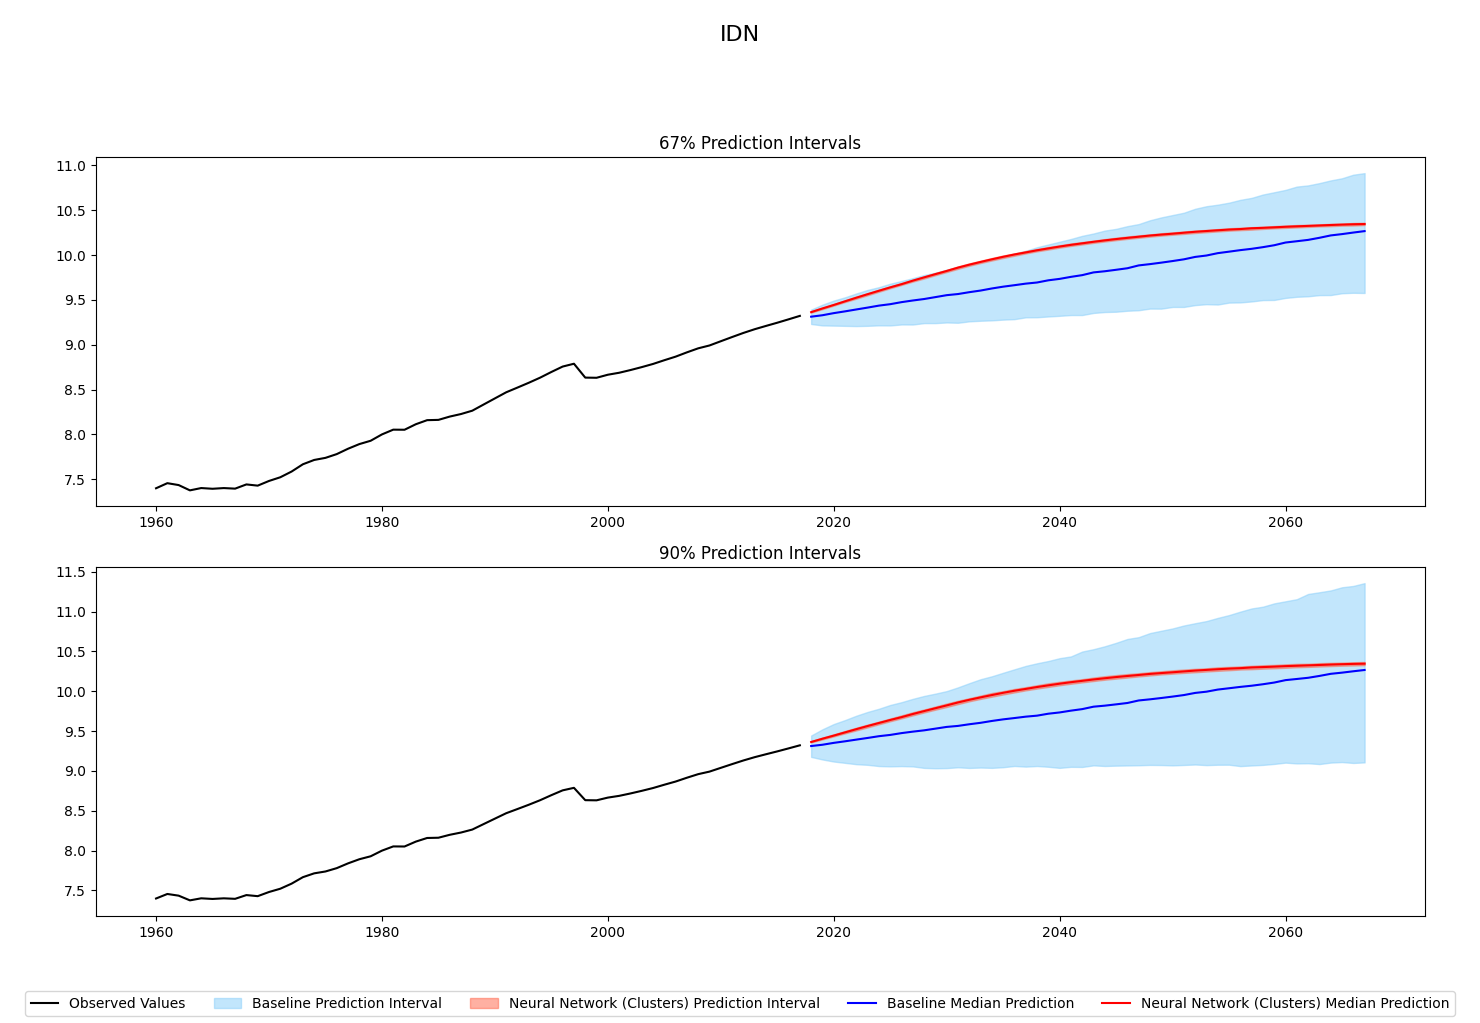 IDN
67% Prediction Intervals
11.0
10.5
10.0
9.5
9.0
8.5
8.0
7.5
1960 1980 2000 2020 2040 2060
90% Prediction Intervals
11.5
11.0
10.5
10.0
9.5
9.0
8.5
8.0
7.5
1960 1980 2000 2020 2040 2060
Observed Values Baseline Prediction Interval Neural Network (Clusters) Prediction Interval Baseline Median Prediction Neural Network (Clusters) Median Prediction